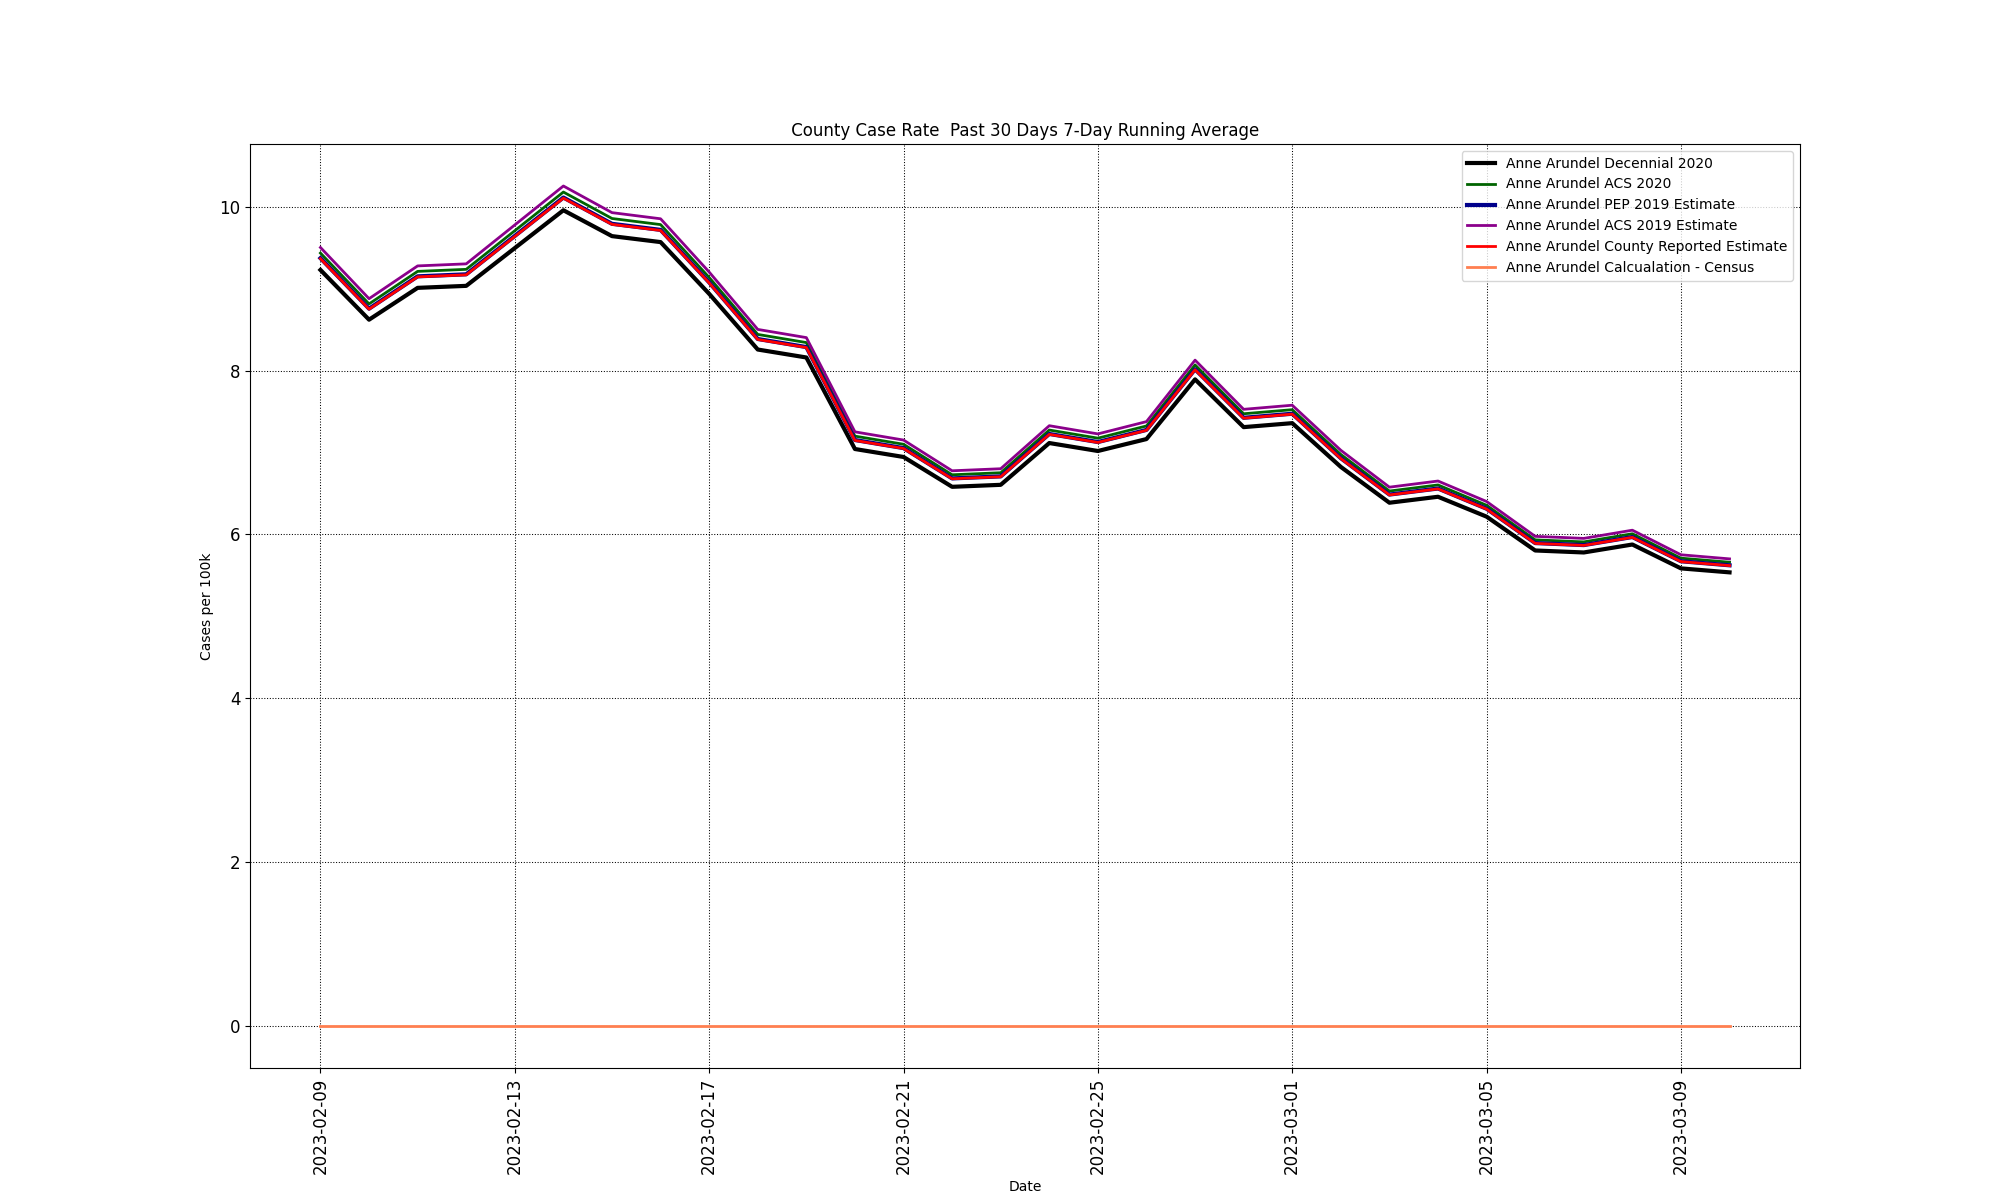 County Case Rate  Past 30 Days 7-Day Running Average
Anne Arundel Decennial 2020
Anne Arundel ACS 2020
Anne Arundel PEP 2019 Estimate
Anne Arundel ACS 2019 Estimate
Anne Arundel County Reported Estimate
Anne Arundel Calcualation - Census
Cases per 100k
10
8
6
4
2
0
2023-02-09
2023-02-13
2023-02-17
2023-02-21
2023-02-25
2023-03-01
2023-03-05
2023-03-09
Date